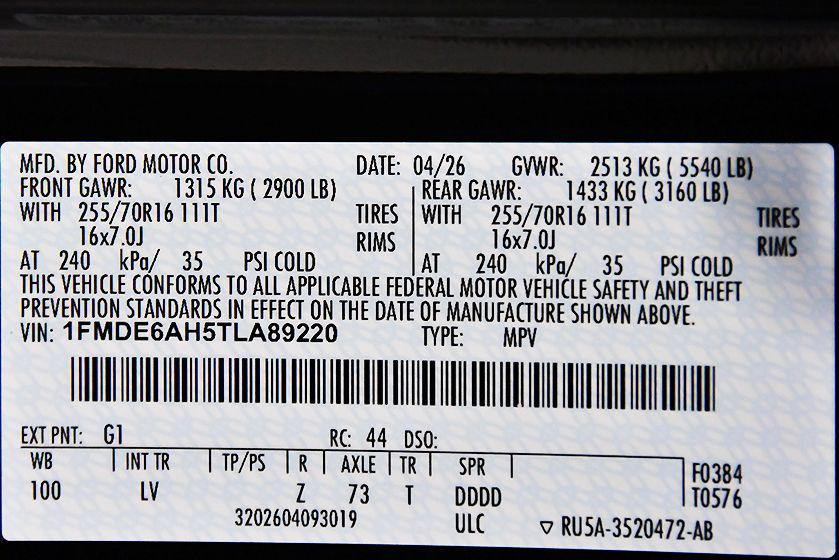 MFD. BY FORD MOTOR CO. DATE: 04/26 GVWR: 2513 KG ( 5540 LB)
FRONT GAWR: 1315 KG ( 2900 LB) REAR GAWR: 1433 KG ( 3160 LB)
WITH 255/70R16 111T TIRES WITH 255/70R16 111T TIRES
16x7.0J RIMS 16x7.0J RIMS
AT 240 kPa/ 35 PSI COLD AT 240 kPa/ 35 PSI COLD
THIS VEHICLE CONFORMS TO ALL APPLICABLE FEDERAL MOTOR VEHICLE SAFETY AND THEFT
PREVENTION STANDARDS IN EFFECT ON THE DATE OF MANUFACTURE SHOWN ABOVE.
VIN: 1FMDE6AH5TLA89220 TYPE: MPV
EXT PNT: G1 RC: 44 DSO:
WB INT TR TP/PS R AXLE TR SPR F0384
100 LV Z 73 T DDDD T0576
3202604093019 ULC ▽ RU5A-3520472-AB